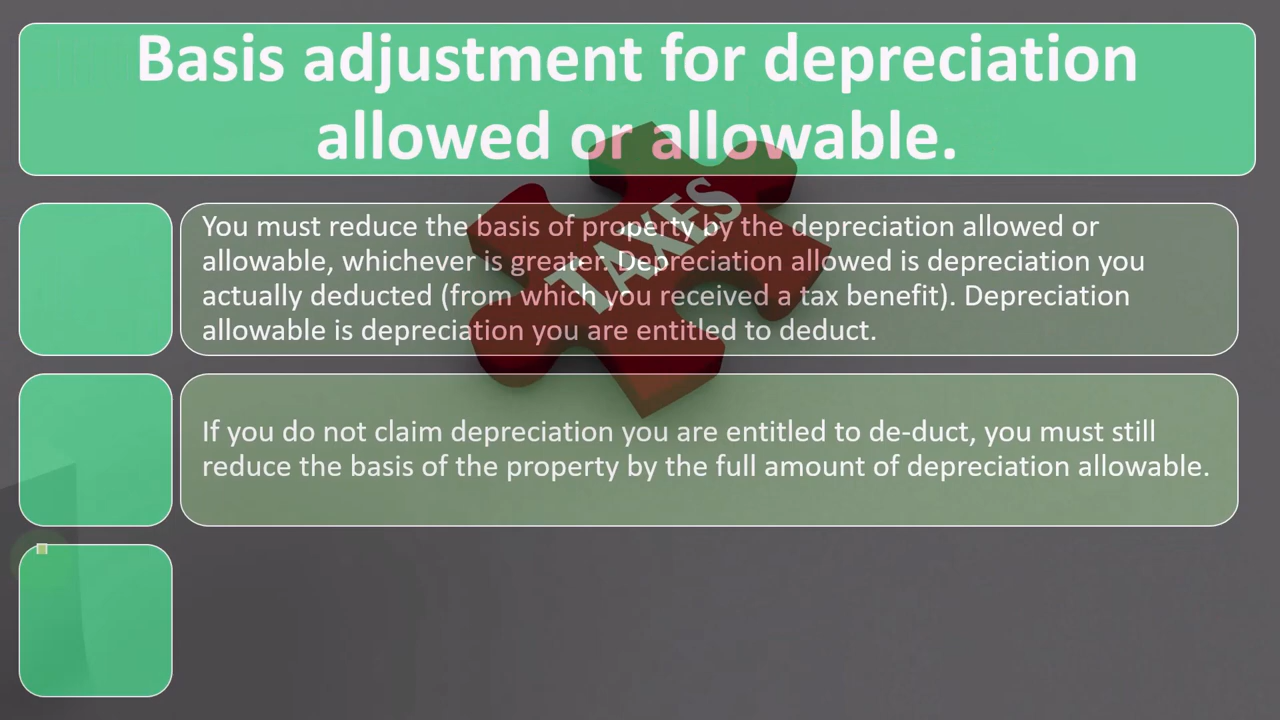 Basis adjustment for depreciation
allowed or allowable.
TAXES
You must reduce the basis of property by the depreciation allowed or
allowable, whichever is greater. Depreciation allowed is depreciation you
actually deducted (from which you received a tax benefit). Depreciation
allowable is depreciation you are entitled to deduct.
If you do not claim depreciation you are entitled to de-duct, you must still
reduce the basis of the property by the full amount of depreciation allowable.